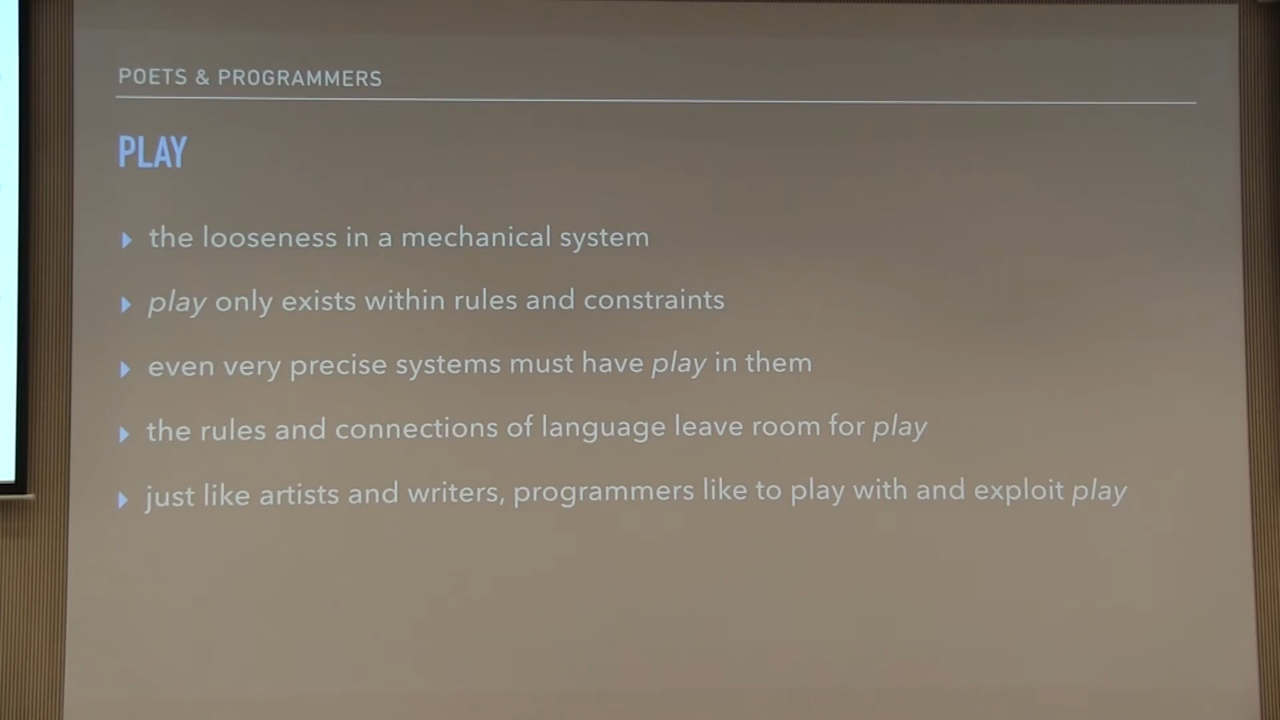 POETS & PROGRAMMERS
PLAY
the looseness in a mechanical system
play only exists within rules and constraints
even very precise systems must have play in them
the rules and connections of language leave room for play
just like artists and writers, programmers like to play with and exploit play